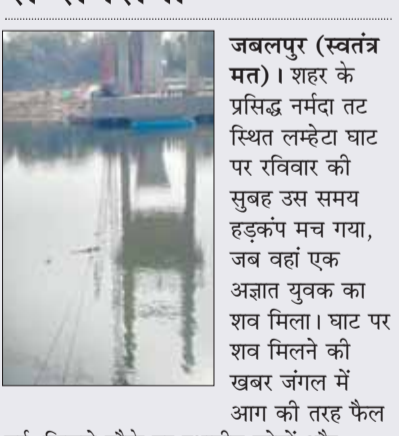 जबलपुर (स्वतंत्र
मत)। शहर के
प्रसिद्ध नर्मदा तट
स्थित लम्हेटा घाट
पर रविवार की
सुबह उस समय
हड़कंप मच गया,
जब वहां एक
अज्ञात युवक का
शव मिला। घाट पर
शव मिलने की
खबर जंगल में
आग की तरह फैल